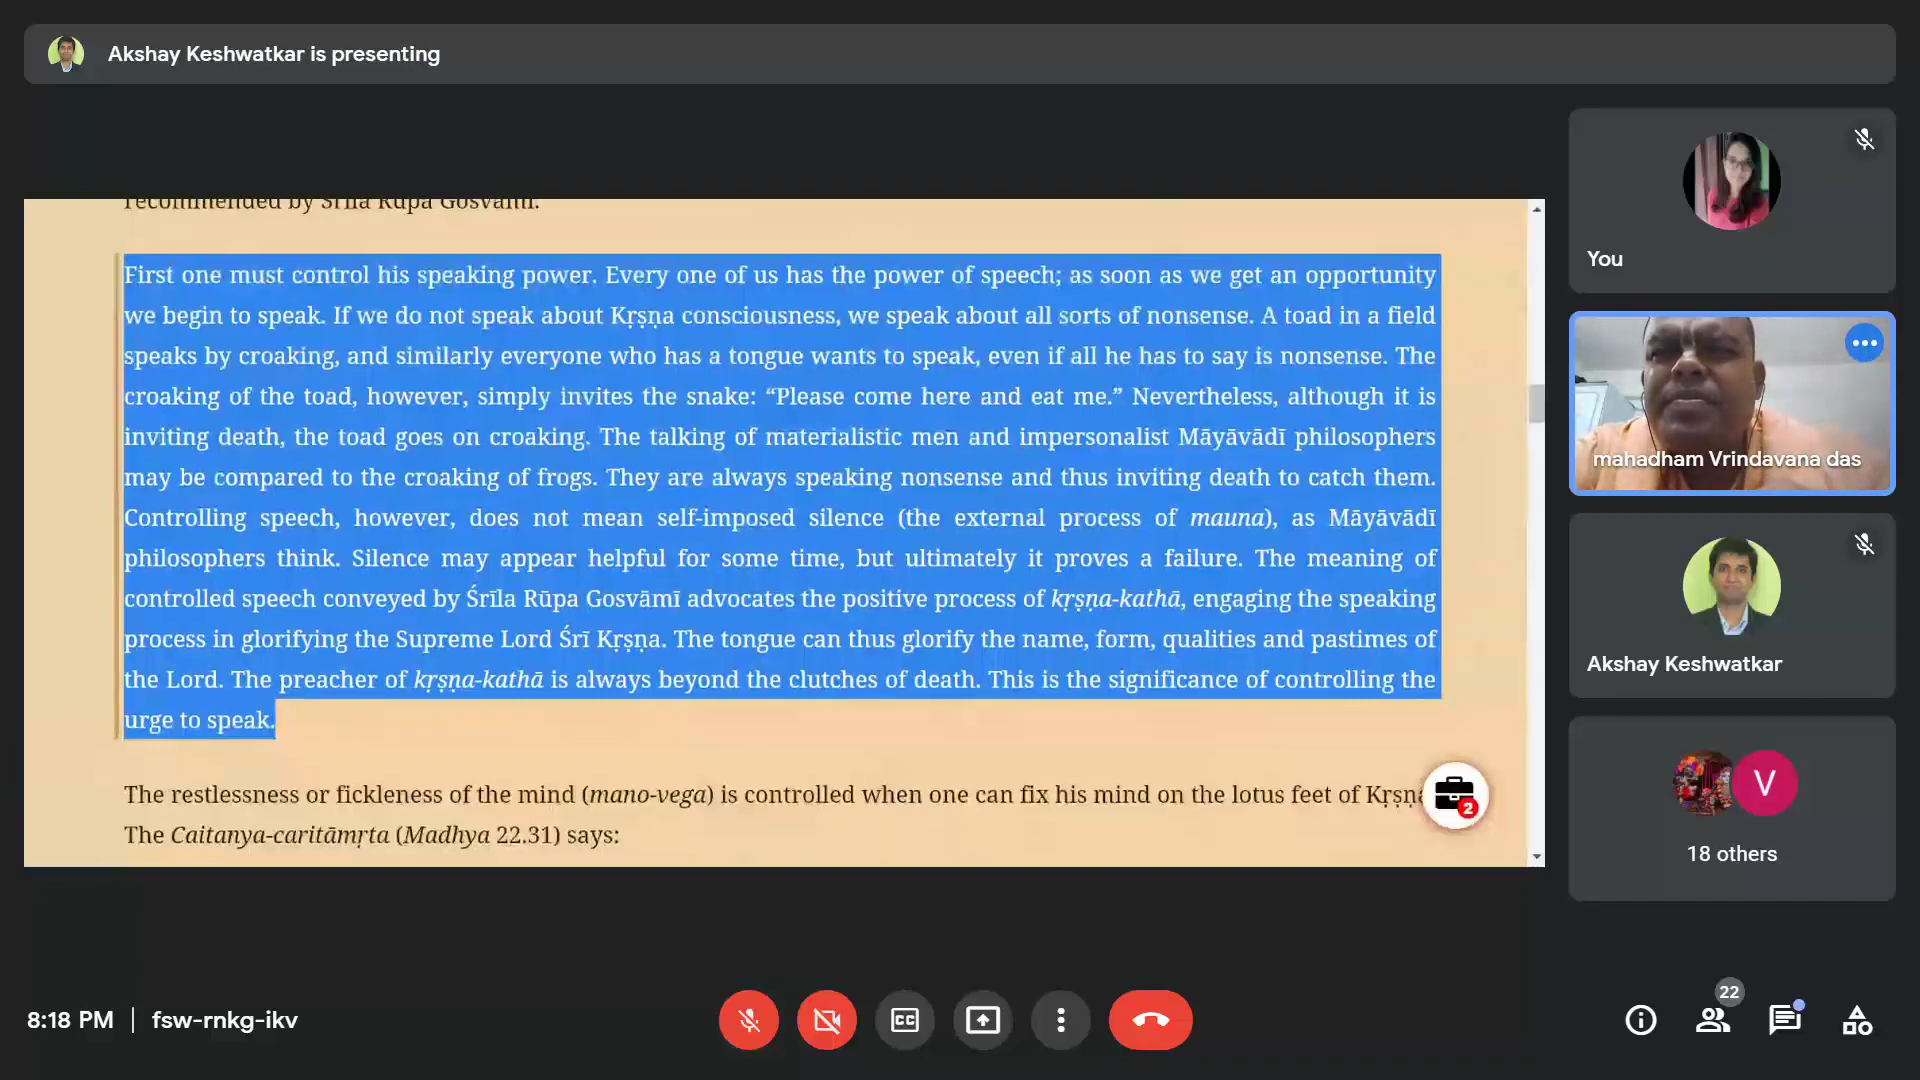 Akshay Keshwatkar is presenting
recommended by Śrīla Rūpa Gosvāmī.
First one must control his speaking power. Every one of us has the power of speech; as soon as we get an opportunity
we begin to speak. If we do not speak about Kṛṣṇa consciousness, we speak about all sorts of nonsense. A toad in a field
speaks by croaking, and similarly everyone who has a tongue wants to speak, even if all he has to say is nonsense. The
croaking of the toad, however, simply invites the snake: “Please come here and eat me.” Nevertheless, although it is
inviting death, the toad goes on croaking. The talking of materialistic men and impersonalist Māyāvādī philosophers
may be compared to the croaking of frogs. They are always speaking nonsense and thus inviting death to catch them.
Controlling speech, however, does not mean self-imposed silence (the external process of mauna), as Māyāvādī
philosophers think. Silence may appear helpful for some time, but ultimately it proves a failure. The meaning of
controlled speech conveyed by Śrīla Rūpa Gosvāmī advocates the positive process of kṛṣṇa-kathā, engaging the speaking
process in glorifying the Supreme Lord Śrī Kṛṣṇa. The tongue can thus glorify the name, form, qualities and pastimes of
the Lord. The preacher of kṛṣṇa-kathā is always beyond the clutches of death. This is the significance of controlling the
urge to speak.
The restlessness or fickleness of the mind (mano-vega) is controlled when one can fix his mind on the lotus feet of Kṛṣṇa
The Caitanya-caritāmṛta (Madhya 22.31) says:
2
You
mahadham Vrindavana das
Akshay Keshwatkar
V
18 others
8:18 PM | fsw-rnkg-ikv
CC
22